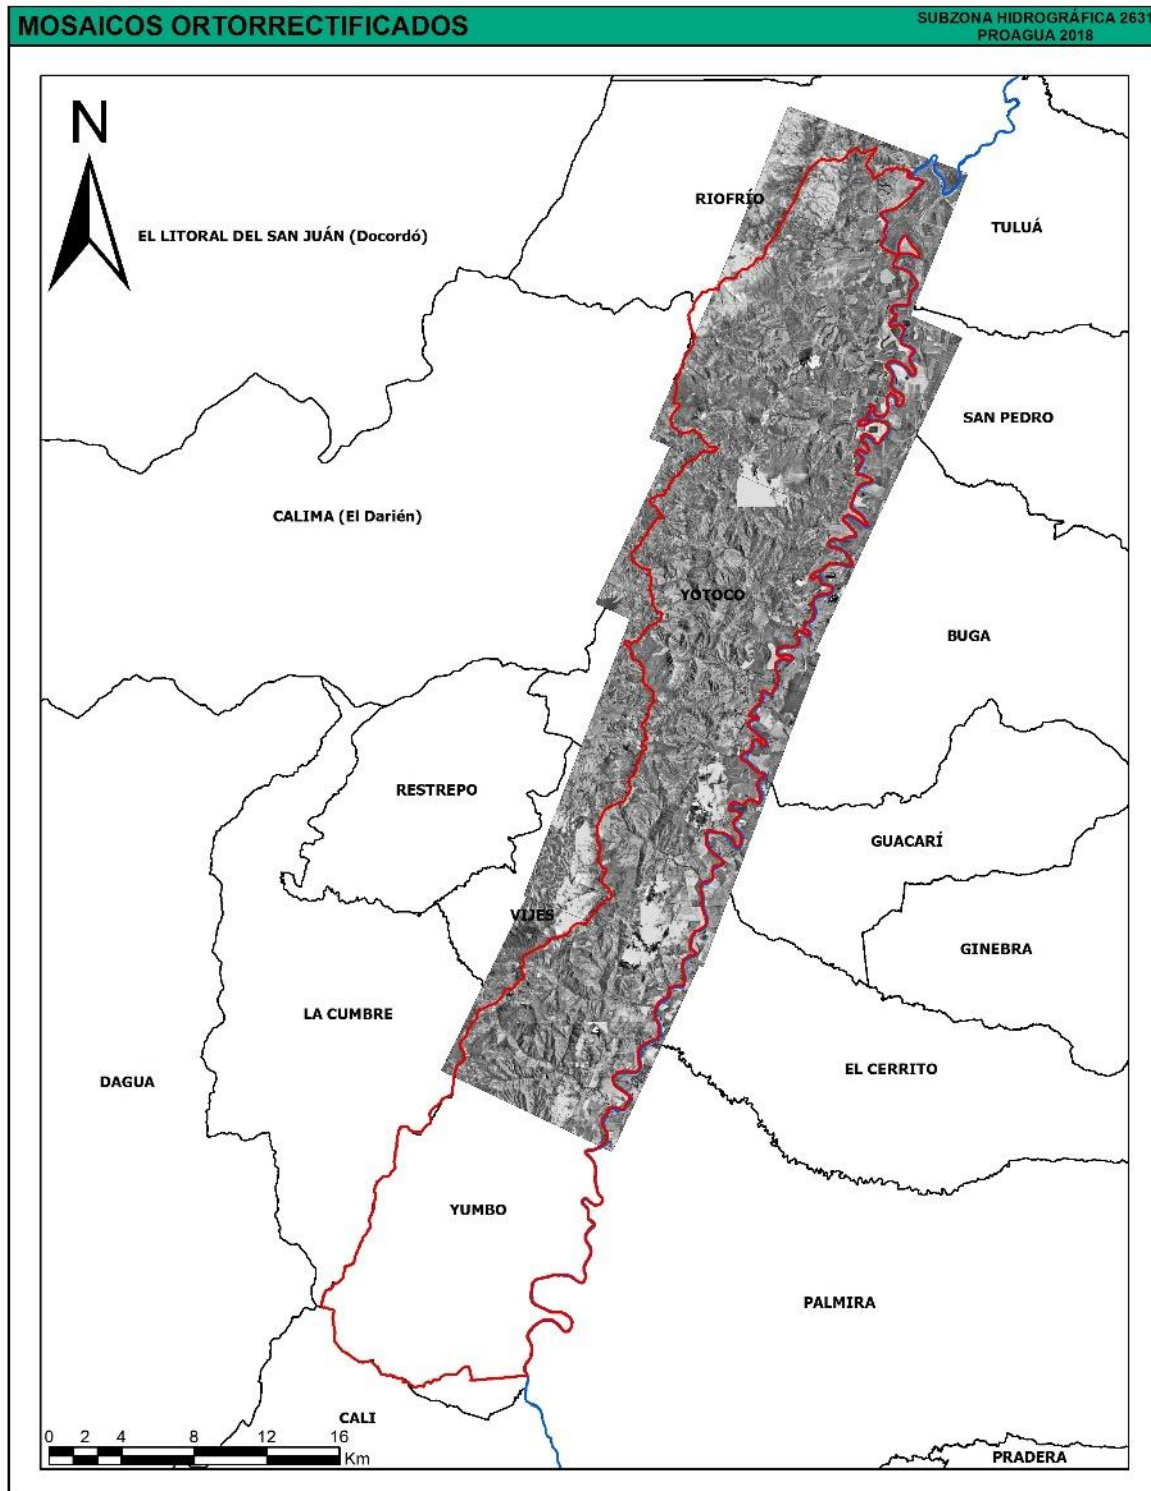 MOSAICOS ORTORRECTIFICADOS
SUBZONA HIDROGRÁFICA 2631
PROAGUA 2018
N
RIOFRÍO
TULUÁ
EL LITORAL DEL SAN JUÁN (Docordó)
SAN PEDRO
CALIMA (El Darién)
YOTOCO
BUGA
RESTREPO
GUACARÍ
VIJES
GINEBRA
LA CUMBRE
EL CERRITO
DAGUA
YUMBO
PALMIRA
CALI
0 2 4 8 12 16
Km
PRADERA